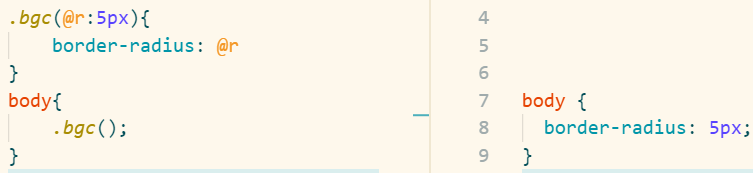 .bgc(@r:5px){
    border-radius: @r
}
body{
    .bgc();
}
4
5
6
7 body {
8   border-radius: 5px;
9 }